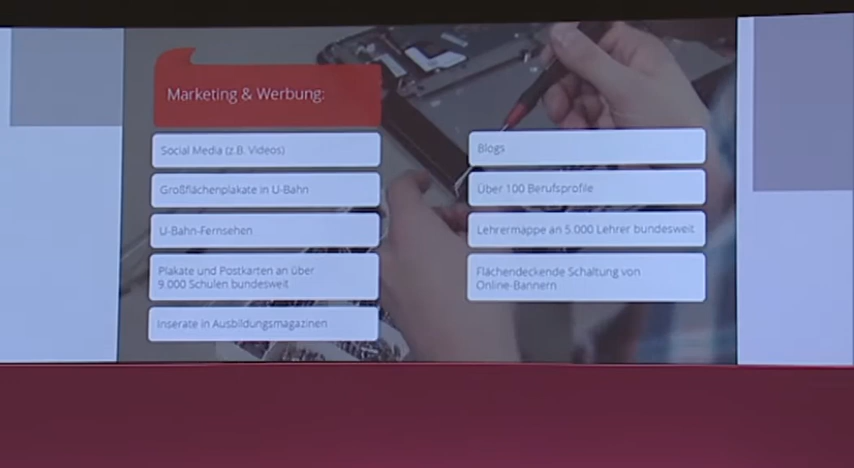 Marketing & Werbung:
Social Media (z.B. Videos)
Großflächenplakate in U-Bahn
U-Bahn-Fernsehen
Plakate und Postkarten an über
9.000 Schulen bundesweit
Inserate in Ausbildungsmagazinen
Blogs
Über 100 Berufsprofile
Lehrermappe an 5.000 Lehrer bundesweit
Flächendeckende Schaltung von
Online-Bannern